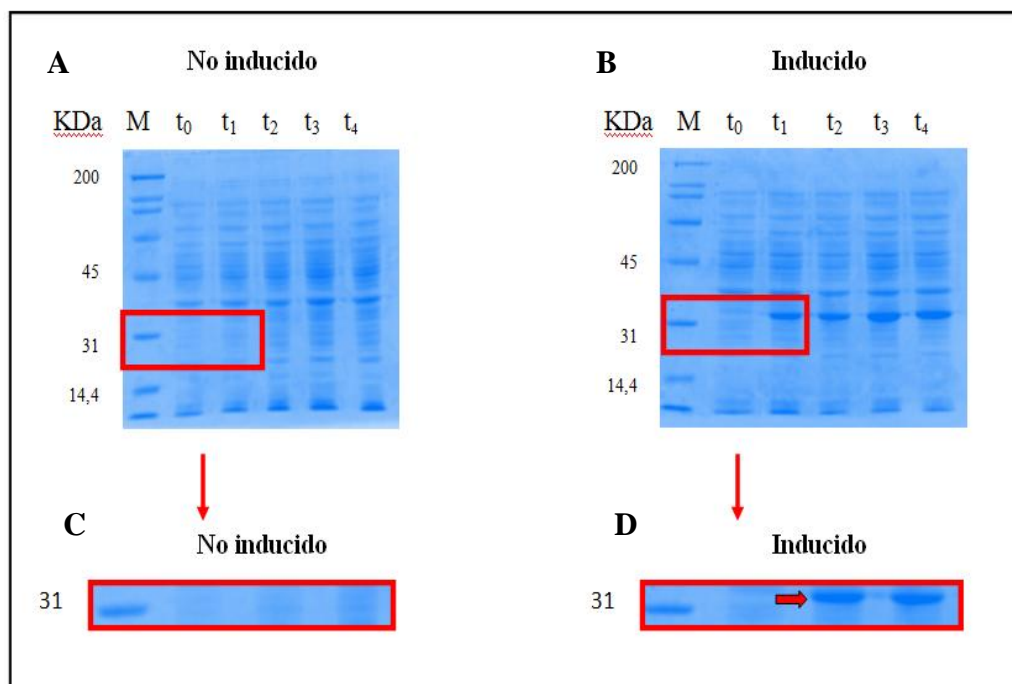 A
No inducido
KDa M t0 t1 t2 t3 t4
200
45
31
14,4
B
Inducido
KDa M t0 t1 t2 t3 t4
200
45
31
14,4
C
No inducido
31
D
Inducido
31